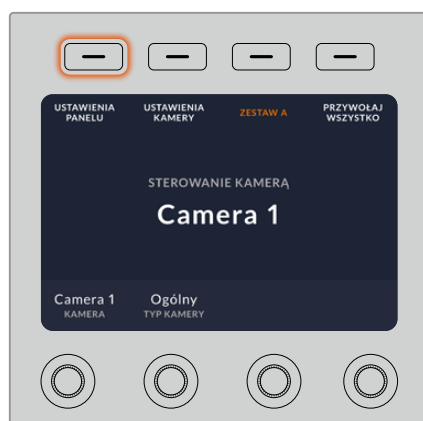 USTAWIENIA USTAWIENIA ZESTAW A PRZYWOŁAJ
PANELU KAMERY WSZYSTKO
STEROWANIE KAMERĄ
Camera 1
Camera 1 Ogólny
KAMERA TYP KAMERY